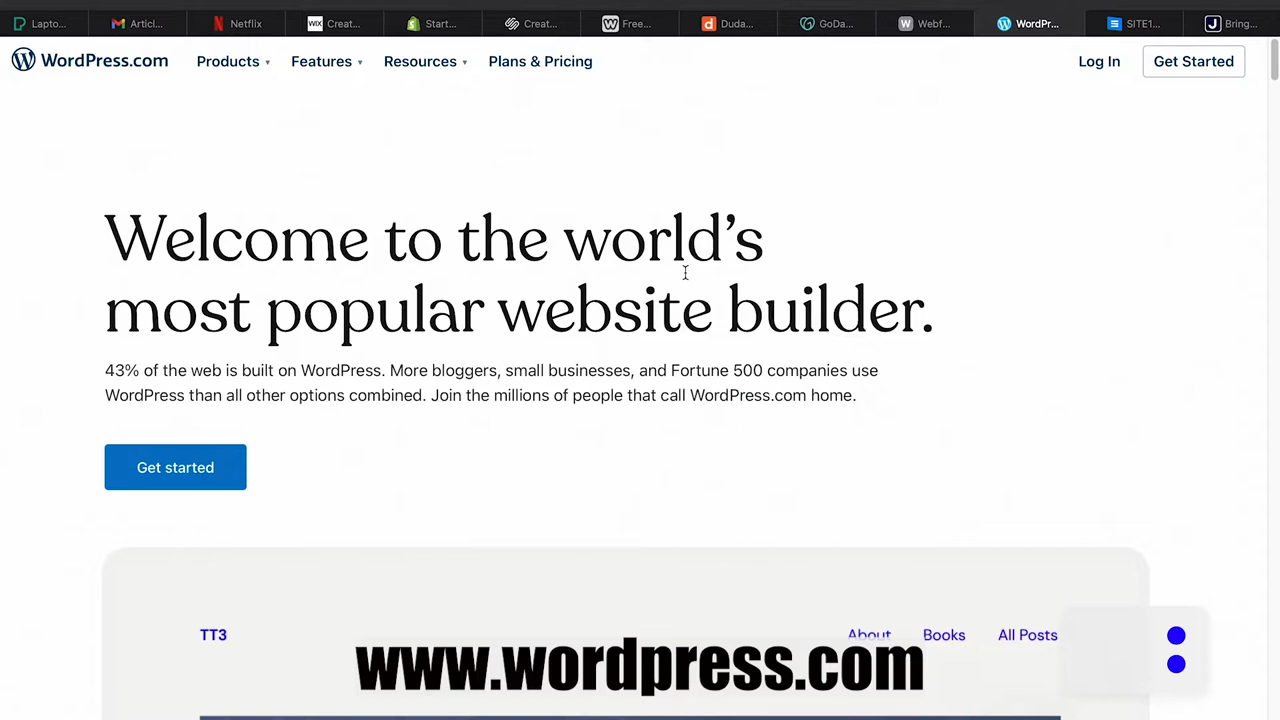 Lapto...
Articl...
Netflix
WIX
Creat...
Start...
Creat...
Free...
Duda...
GoDa...
Webf...
WordPr...
SITE1...
Bring...
WordPress.com
Products
Features
Resources
Plans & Pricing
Log In
Get Started
Welcome to the world's
most popular website builder.
43% of the web is built on WordPress. More bloggers, small businesses, and Fortune 500 companies use
WordPress than all other options combined. Join the millions of people that call WordPress.com home.
Get started
TT3
About
Books
All Posts
www.wordpress.com